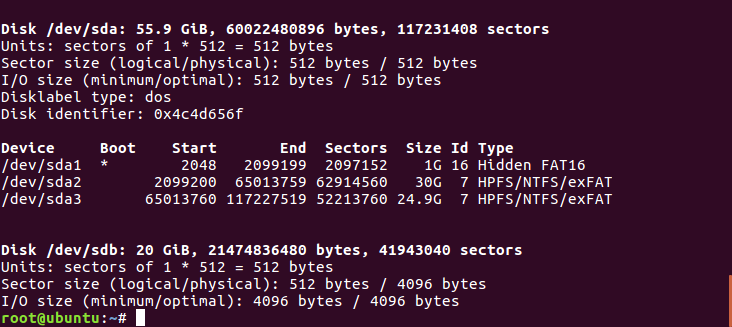 Disk /dev/sda: 55.9 GiB, 60022480896 bytes, 117231408 sectors
Units: sectors of 1 * 512 = 512 bytes
Sector size (logical/physical): 512 bytes / 512 bytes
I/O size (minimum/optimal): 512 bytes / 512 bytes
Disklabel type: dos
Disk identifier: 0x4c4d656f
Device     Boot    Start       End  Sectors  Size Id Type
/dev/sda1  *        2048   2099199  2097152    1G 16 Hidden FAT16
/dev/sda2        2099200  65013759 62914560   30G  7 HPFS/NTFS/exFAT
/dev/sda3       65013760 117227519 52213760 24.9G  7 HPFS/NTFS/exFAT
Disk /dev/sdb: 20 GiB, 21474836480 bytes, 41943040 sectors
Units: sectors of 1 * 512 = 512 bytes
Sector size (logical/physical): 512 bytes / 4096 bytes
I/O size (minimum/optimal): 4096 bytes / 4096 bytes
root@ubuntu:~#